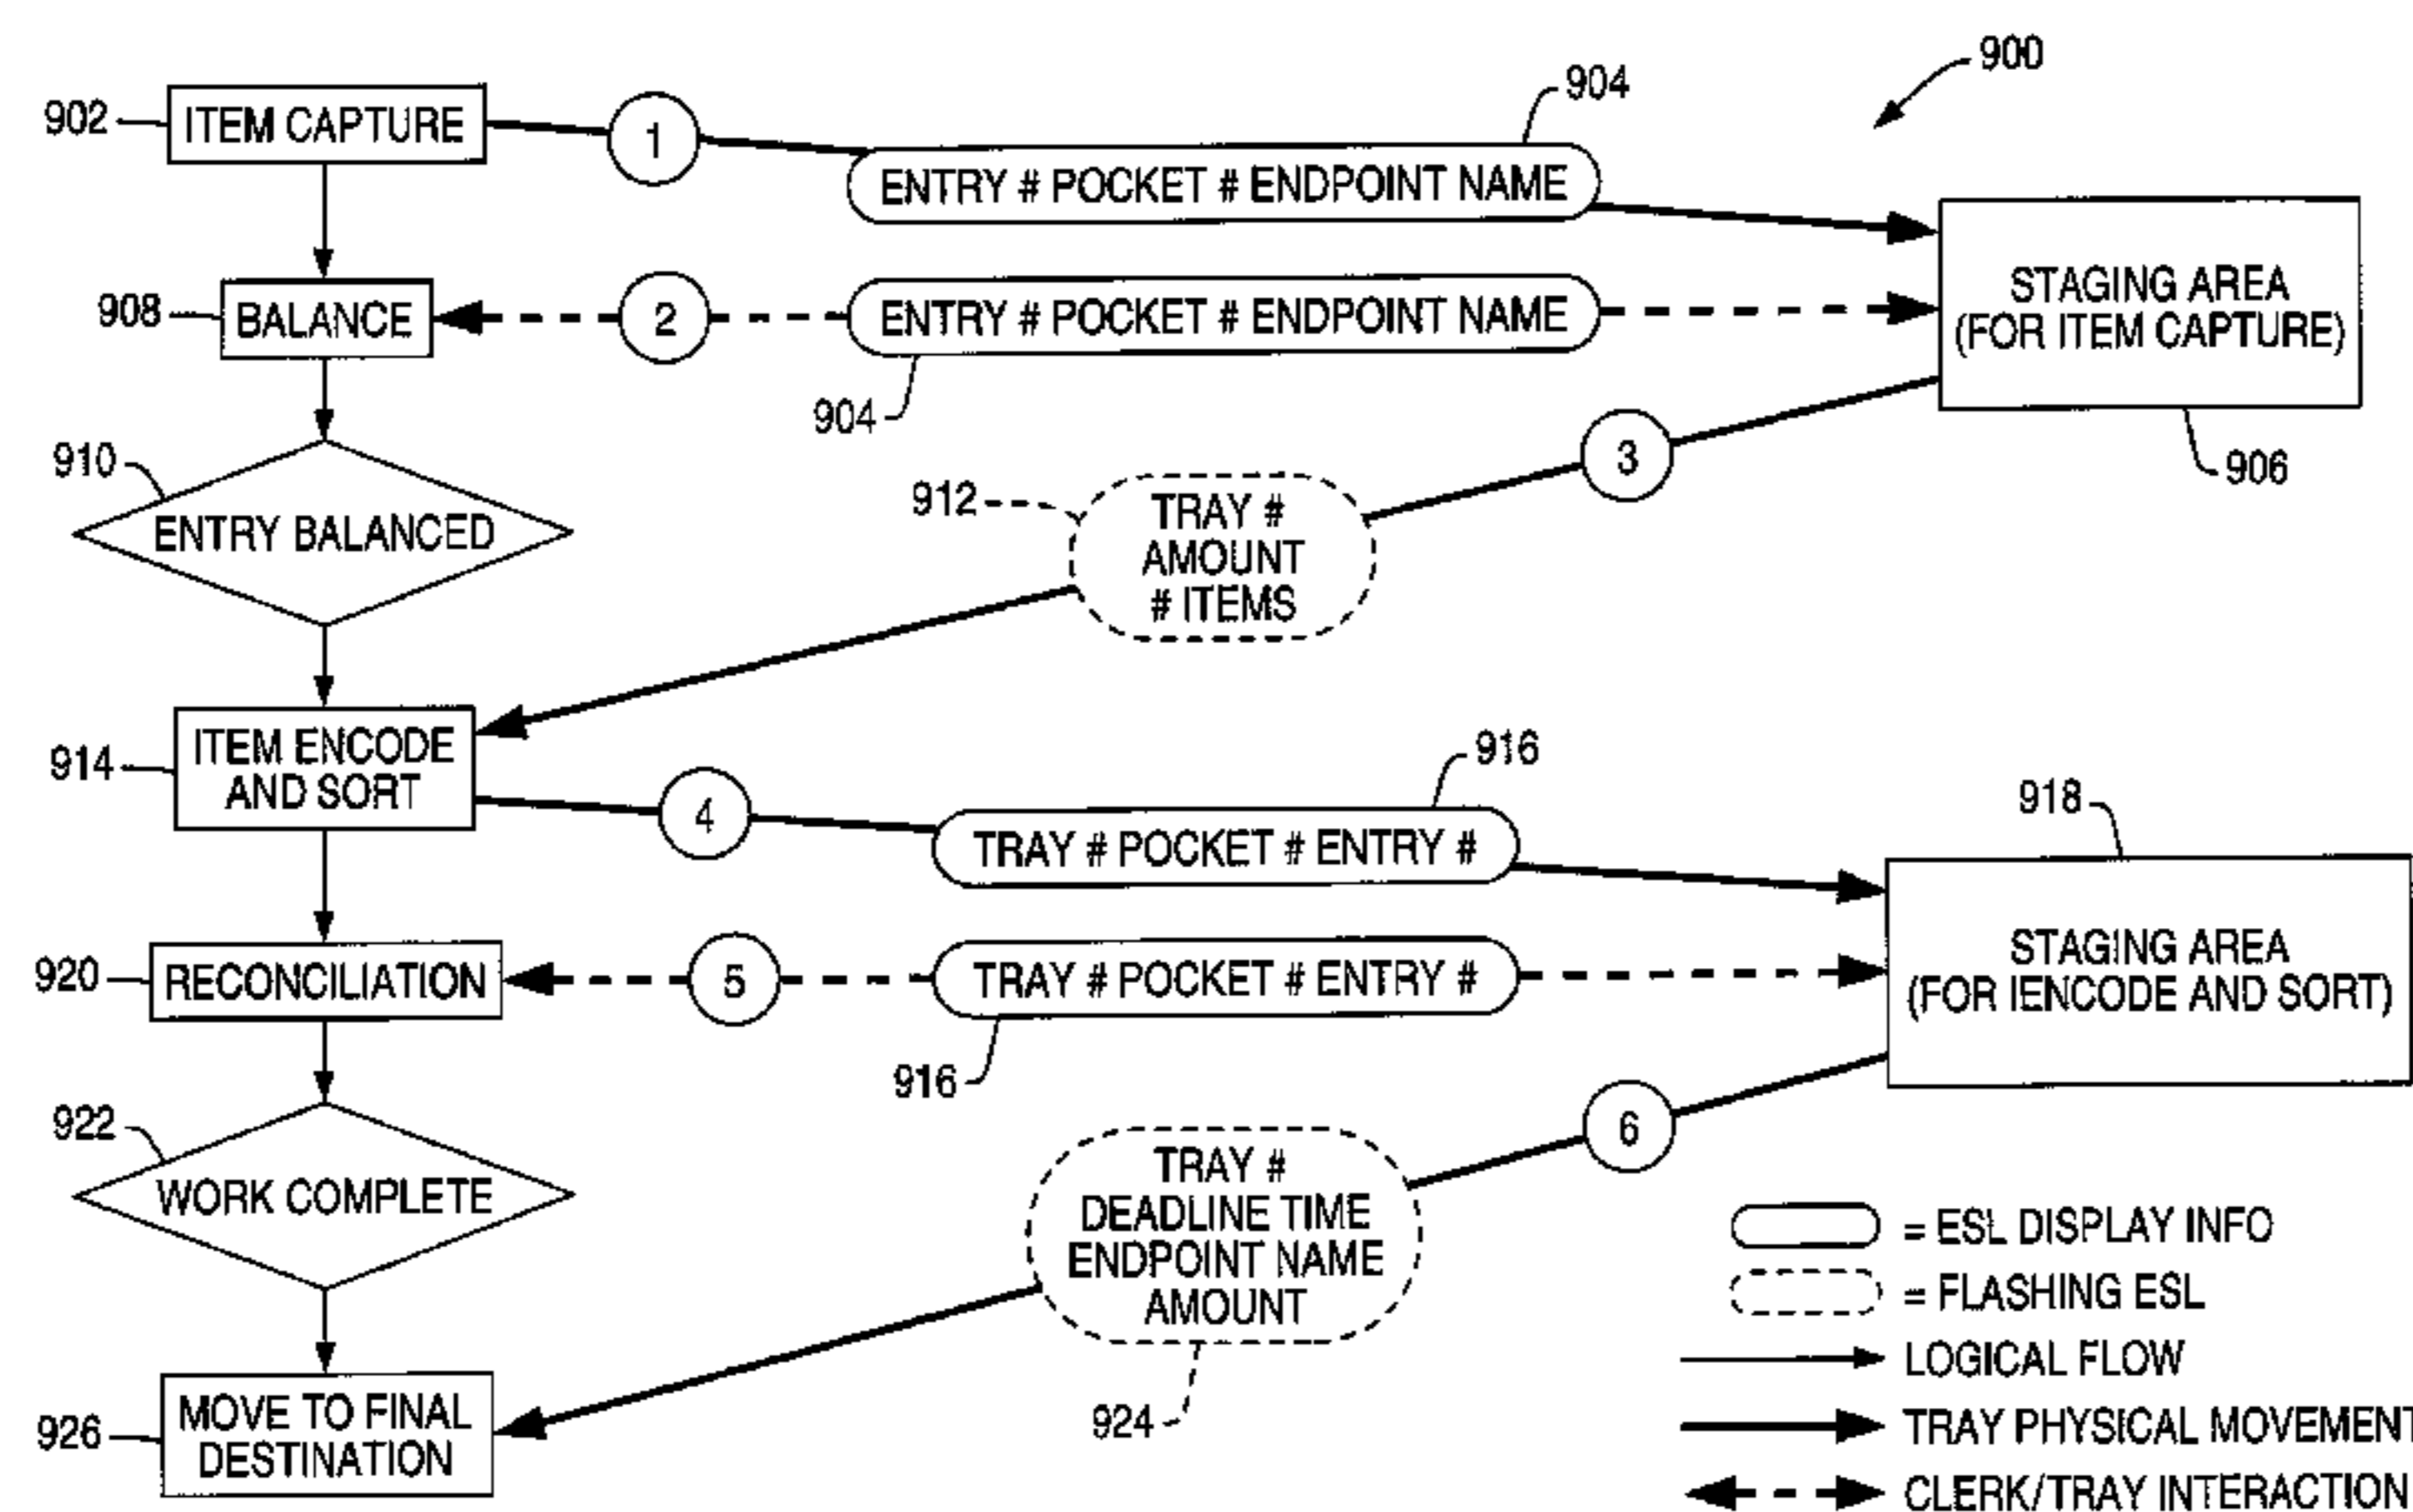 900
902
ITEM CAPTURE
1
904
ENTRY # POCKET # ENDPOINT NAME
908
BALANCE
2
ENTRY # POCKET # ENDPOINT NAME
904
STAGING AREA
(FOR ITEM CAPTURE)
906
910
ENTRY BALANCED
3
912
TRAY #
AMOUNT
# ITEMS
914
ITEM ENCODE
AND SORT
4
916
TRAY # POCKET # ENTRY #
918
STAGING AREA
(FOR IENCODE AND SORT)
920
RECONCILIATION
5
TRAY # POCKET # ENTRY #
916
922
WORK COMPLETE
6
TRAY #
DEADLINE TIME
ENDPOINT NAME
AMOUNT
924
926
MOVE TO FINAL
DESTINATION
= ESL DISPLAY INFO
= FLASHING ESL
LOGICAL FLOW
TRAY PHYSICAL MOVEMENT
CLERK/TRAY INTERACTION